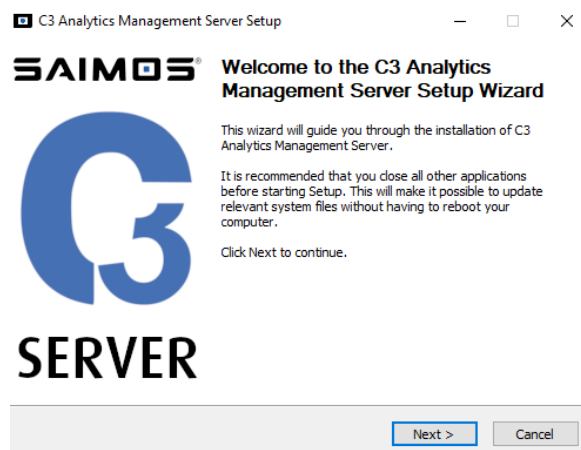 C3 Analytics Management Server Setup
SAIMOS®
Welcome to the C3 Analytics
Management Server Setup Wizard
This wizard will guide you through the installation of C3
Analytics Management Server.
It is recommended that you close all other applications
before starting Setup. This will make it possible to update
relevant system files without having to reboot your
computer.
Click Next to continue.
C3
SERVER
Next >
Cancel